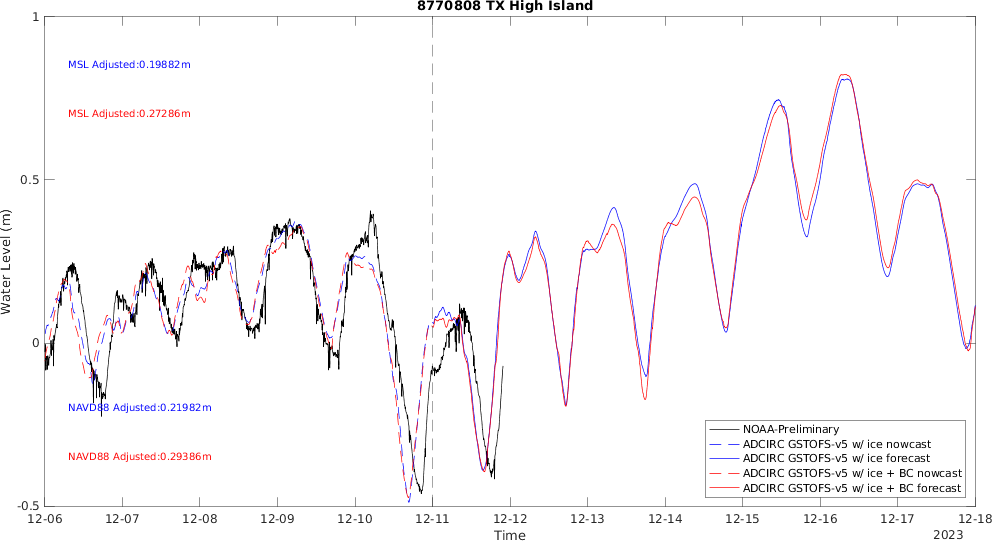 8770808 TX High Island
1
MSL Adjusted:0.19882m
MSL Adjusted:0.27286m
0.5
Water Level (m)
0
NAVD88 Adjusted:0.21982m
NAVD88 Adjusted:0.29386m
NOAA-Preliminary
ADCIRC GSTOFS-v5 w/ ice nowcast
ADCIRC GSTOFS-v5 w/ ice forecast
ADCIRC GSTOFS-v5 w/ ice + BC nowcast
ADCIRC GSTOFS-v5 w/ ice + BC forecast
-0.5
12-06 12-07 12-08 12-09 12-10 12-11 12-12 12-13 12-14 12-15 12-16 12-17 12-18
Time
2023